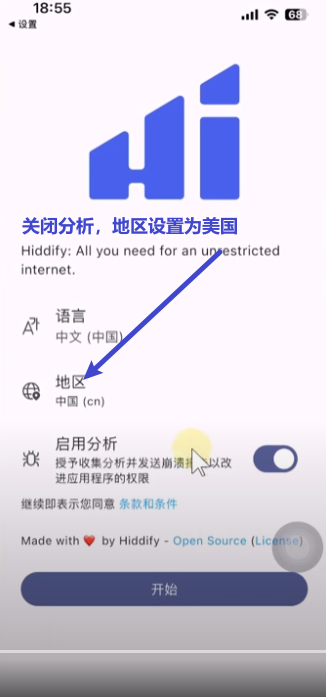 18:55
68
◀ 设置
Hi
关闭分析，地区设置为美国
Hiddify: All you need for an unrestricted
internet.
语言
中文 (中国)
地区
中国 (cn)
启用分析
授予收集分析并发送崩溃报 以改
进应用程序的权限
继续即表示您同意 条款和条件
Made with ❤️ by Hiddify - Open Source (License)
开始